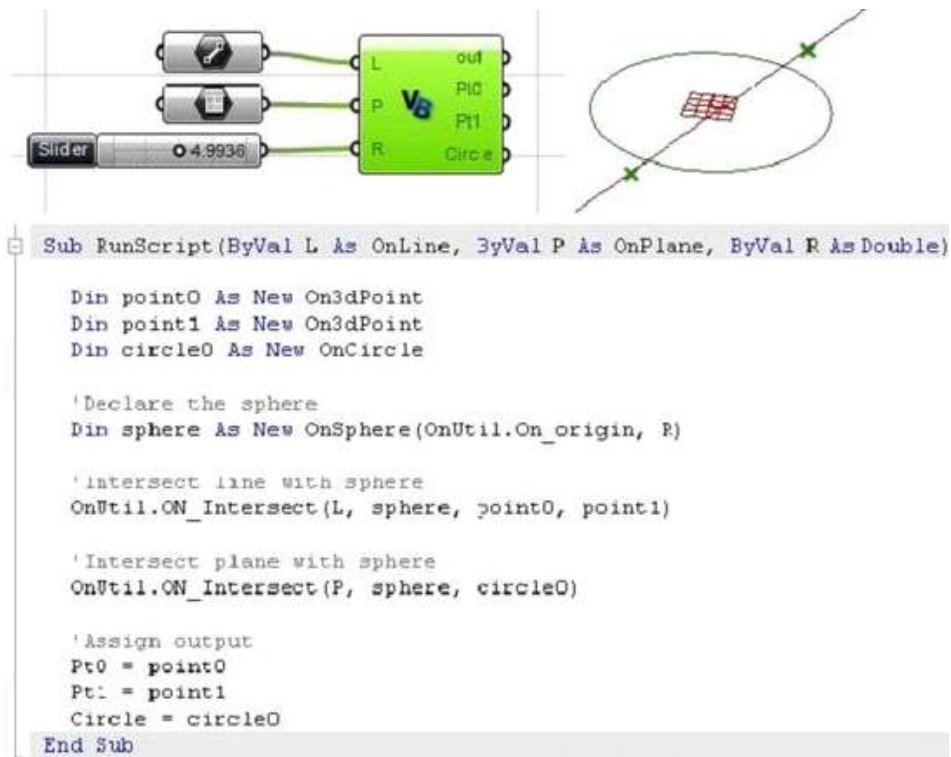 L
out
Pt0
P
VB
Pt1
Slider
4.9936
R
Circle
Sub RunScript(ByVal L As OnLine, ByVal P As OnPlane, ByVal R As Double)
Dim point0 As New On3dPoint
Dim point1 As New On3dPoint
Dim circle0 As New OnCircle
'Declare the sphere
Dim sphere As New OnSphere(OnUtil.On_origin, R)
'Intersect line with sphere
OnUtil.ON_Intersect(L, sphere, point0, point1)
'Intersect plane with sphere
OnUtil.ON_Intersect(P, sphere, circle0)
'Assign output
Pt0 = point0
Pt1 = point1
Circle = circle0
End Sub